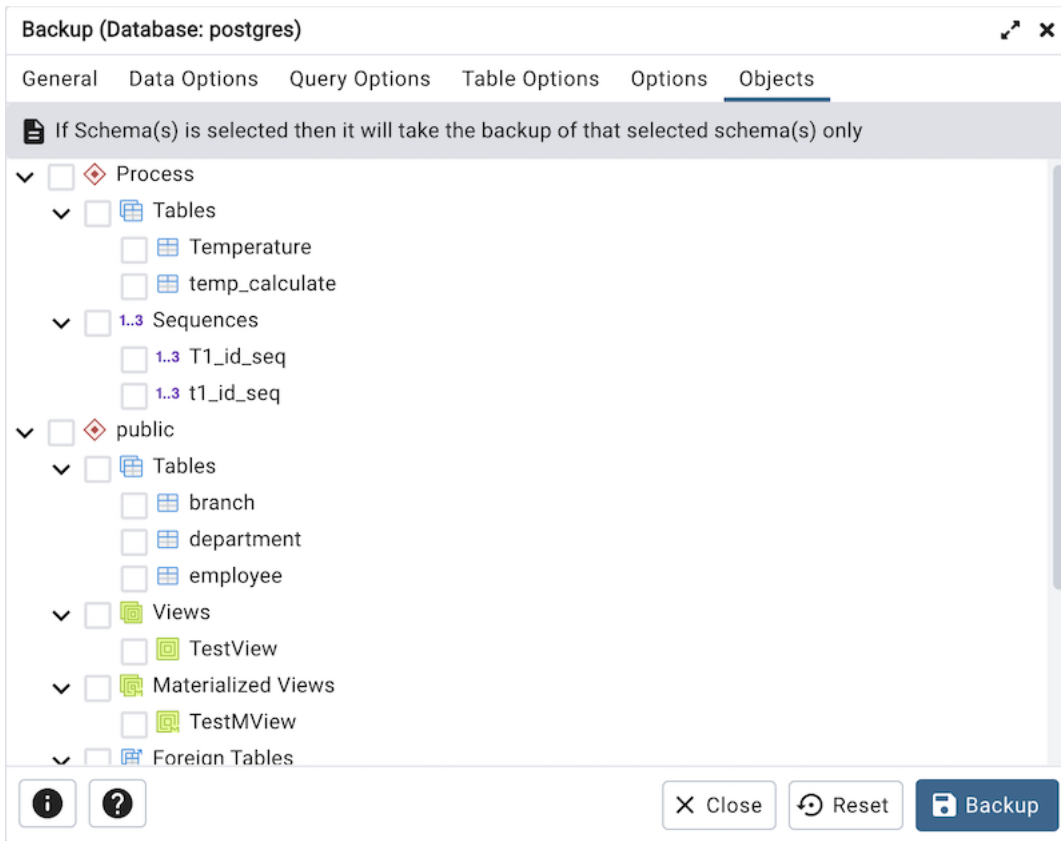 Backup (Database: postgres)
General Data Options Query Options Table Options Options Objects
If Schema(s) is selected then it will take the backup of that selected schema(s) only
Process
Tables
Temperature
temp_calculate
1..3 Sequences
1..3 T1_id_seq
1..3 t1_id_seq
public
Tables
branch
department
employee
Views
TestView
Materialized Views
TestMView
Foreign Tables
Close Reset Backup